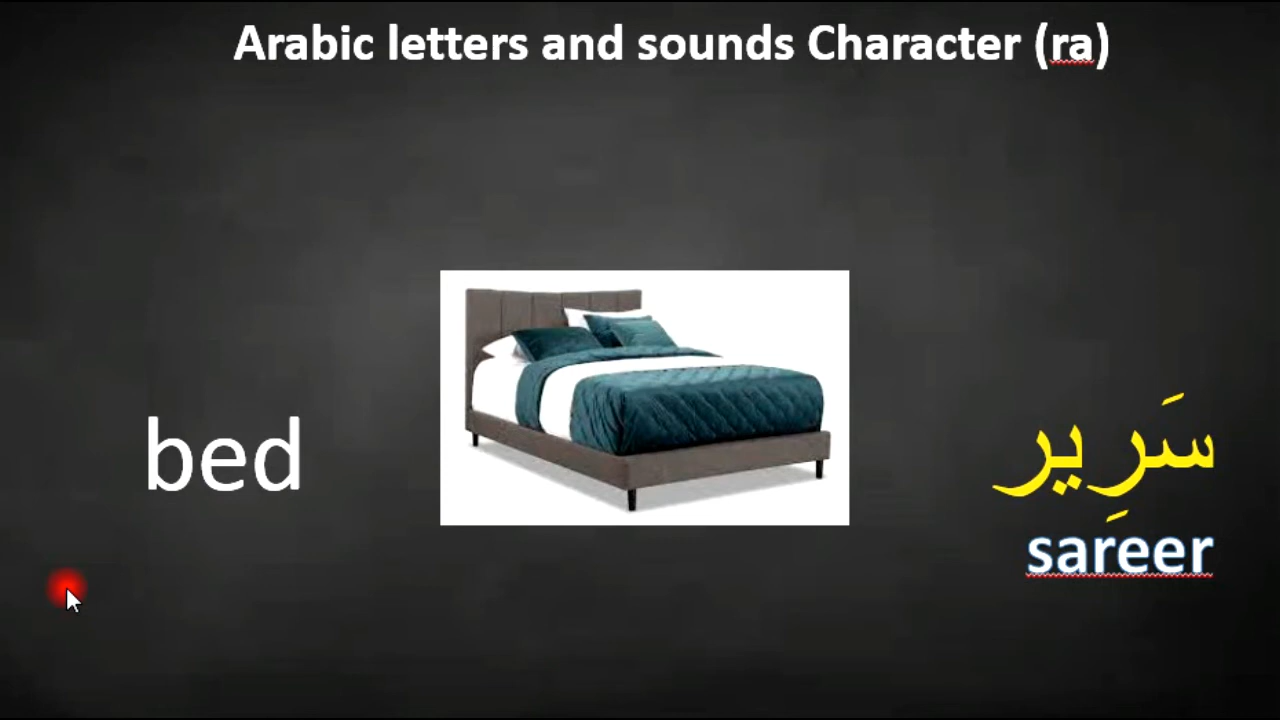 Arabic letters and sounds Character (ra)
bed
سَرِير
sareer